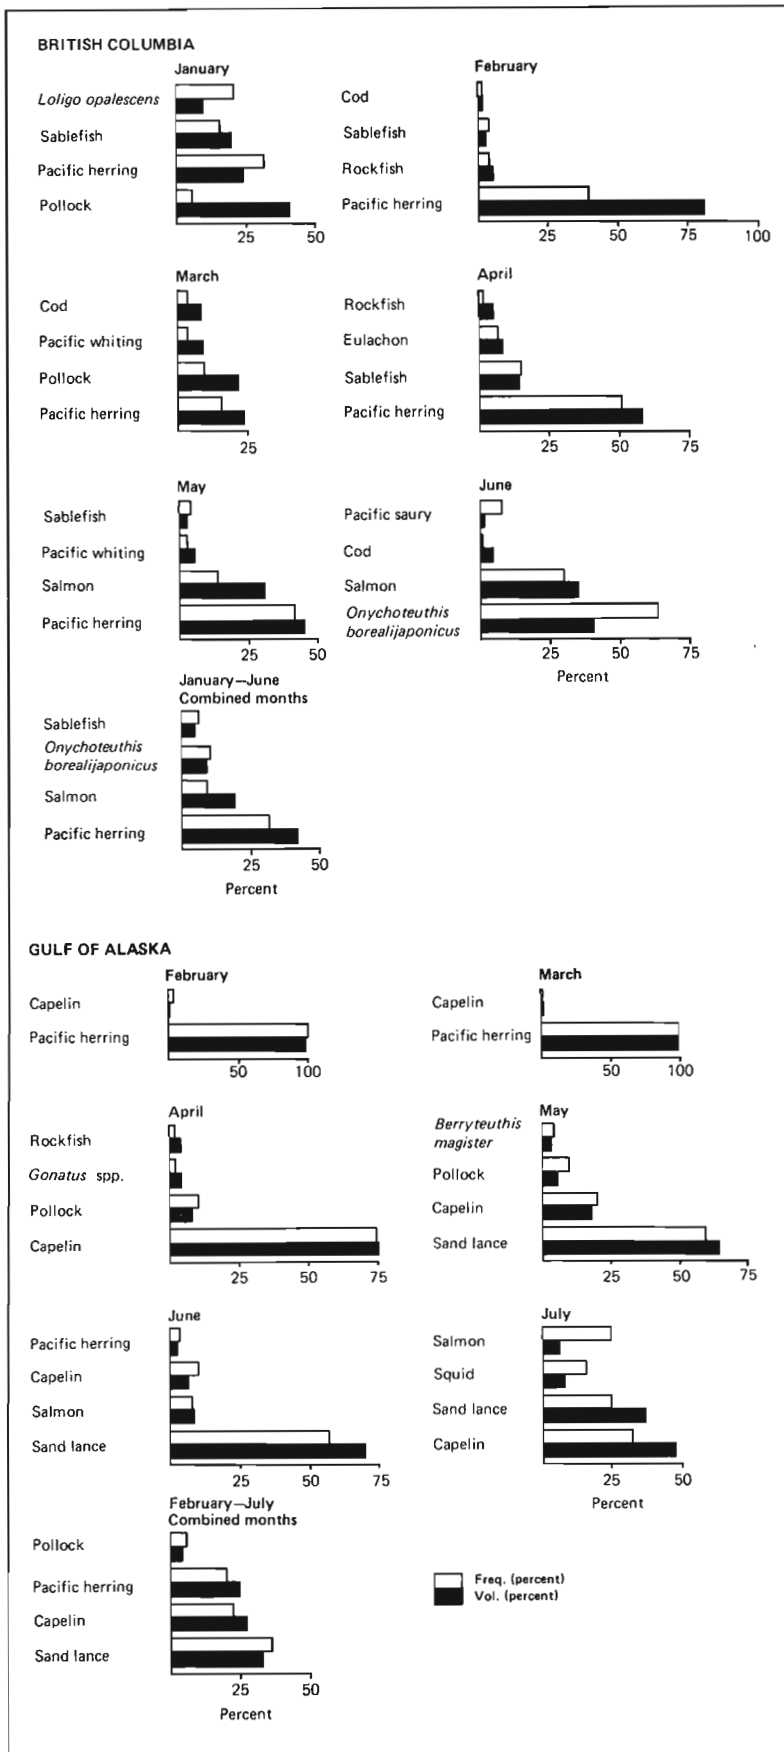 BRITISH COLUMBIA
January
Loligo opalescens
Sablefish
Pacific herring
Pollock
25 50
February
Cod
Sablefish
Rockfish
Pacific herring
25 50 75 100
March
Cod
Pacific whiting
Pollock
Pacific herring
25
April
Rockfish
Eulachon
Sablefish
Pacific herring
25 50 75
May
Sablefish
Pacific whiting
Salmon
Pacific herring
25 50
June
Pacific saury
Cod
Salmon
Onychoteuthis
borealijaponicus
25 50 75
Percent
January—June
Combined months
Sablefish
Onychoteuthis
borealijaponicus
Salmon
Pacific herring
25 50
Percent
GULF OF ALASKA
February
Capelin
Pacific herring
50 100
March
Capelin
Pacific herring
50 100
April
Rockfish
Gonatus spp.
Pollock
Capelin
25 50 75
May
Berryteuthis
magister
Pollock
Capelin
Sand lance
25 50 75
June
Pacific herring
Capelin
Salmon
Sand lance
25 50 75
July
Salmon
Squid
Sand lance
Capelin
25 50
Percent
February—July
Combined months
Pollock
Pacific herring
Capelin
Sand lance
25 50
Percent
Freq. (percent)
Vol. (percent)